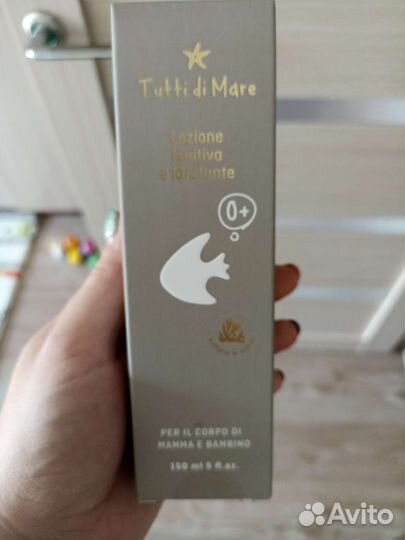 Tutti di Mare
Lozione
lenitiva
e idratante
0+
PER IL CORPO DI
MAMMA E BAMBINO
150 ml 5 fl.oz.
Avito